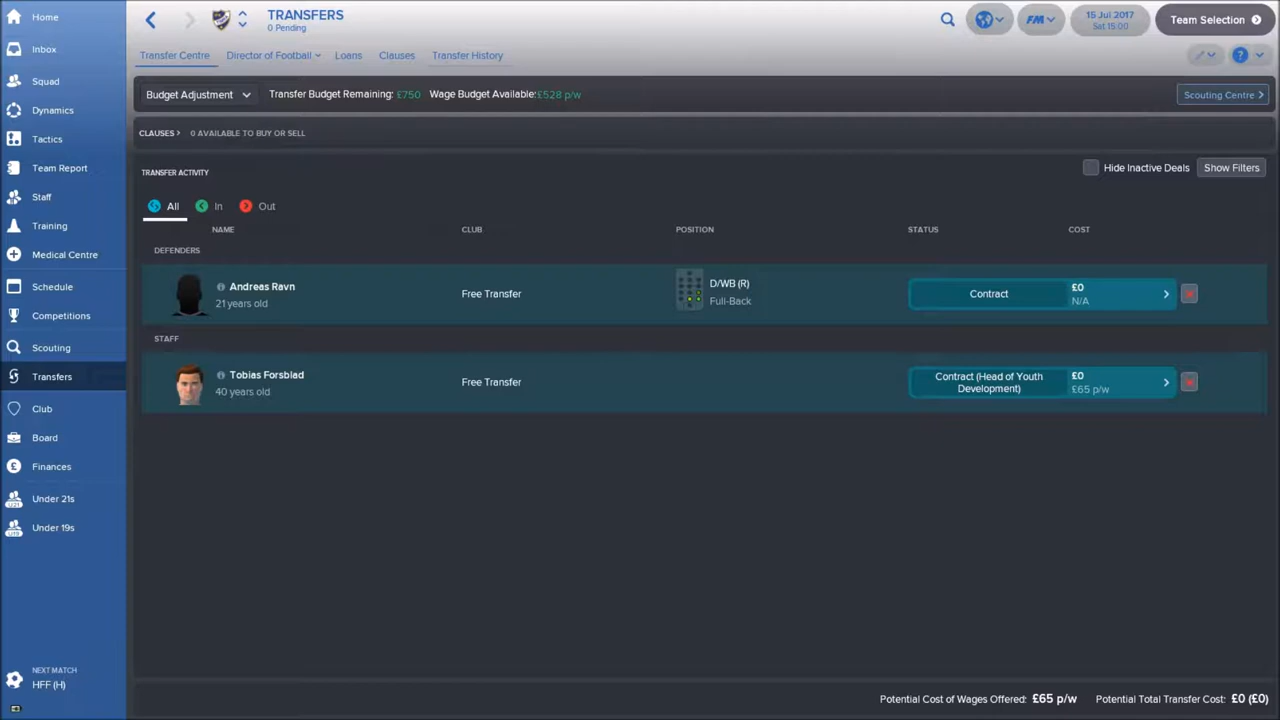 Home
Inbox
Squad
Dynamics
Tactics
Team Report
Staff
Training
Medical Centre
Schedule
Competitions
Scouting
Transfers
Club
Board
Finances
Under 21s
Under 19s
NEXT MATCH
HFF (H)
TRANSFERS
0 Pending
FM
15 Jul 2017
Sat 15:00
Team Selection
Transfer Centre
Director of Football
Loans
Clauses
Transfer History
?
Budget Adjustment
Transfer Budget Remaining: £750
Wage Budget Available: £528 p/w
Scouting Centre >
CLAUSES > 0 AVAILABLE TO BUY OR SELL
TRANSFER ACTIVITY
Hide Inactive Deals
Show Filters
All
In
Out
NAME CLUB POSITION STATUS COST
DEFENDERS
Andreas Ravn
21 years old
Free Transfer
D/WB (R)
Full-Back
Contract
£0
N/A
STAFF
Tobias Forsblad
40 years old
Free Transfer
Contract (Head of Youth
Development)
£0
£65 p/w
Potential Cost of Wages Offered: £65 p/w
Potential Total Transfer Cost: £0 (£0)